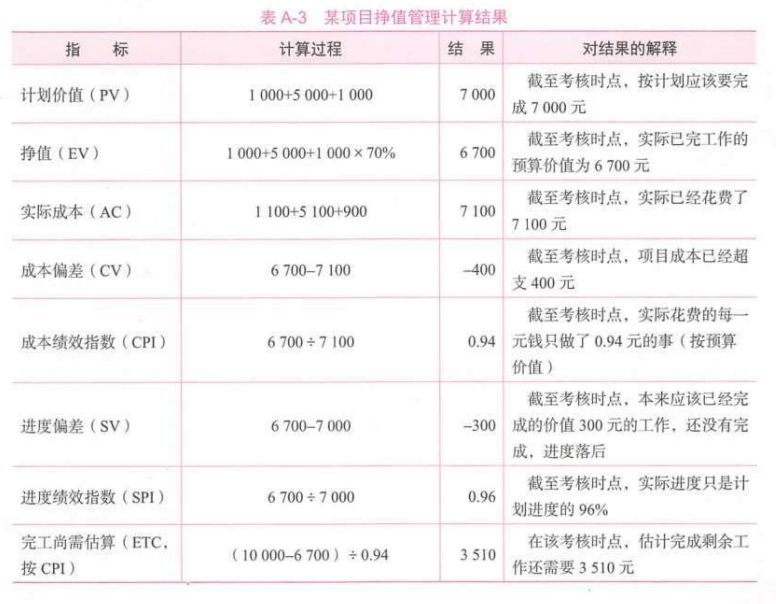 表 A-3 某项目挣值管理计算结果
指 标 计算过程 结 果 对结果的解释
计划价值（PV） 1 000+5 000+1 000 7 000 截至考核时点，按计划应该要完
成 7 000 元
挣值（EV） 1 000+5 000+1 000 × 70% 6 700 截至考核时点，实际已完工作的
预算价值为 6 700 元
实际成本（AC） 1 100+5 100+900 7 100 截至考核时点，实际已经花费了
7 100 元
成本偏差（CV） 6 700–7 100 –400 截至考核时点，项目成本已经超
支 400 元
成本绩效指数（CPI） 6 700 ÷ 7 100 0.94 截至考核时点，实际花费的每一
元钱只做了 0.94 元的事（按预算
价值）
进度偏差（SV） 6 700–7 000 –300 截至考核时点，本来应该已经完
成的价值 300 元的工作，还没有完
成，进度落后
进度绩效指数（SPI） 6 700 ÷ 7 000 0.96 截至考核时点，实际进度只是计
划进度的 96%
完工尚需估算（ETC，
按 CPI） （10 000–6 700）÷ 0.94 3 510 在该考核时点，估计完成剩余工
作还需要 3 510 元